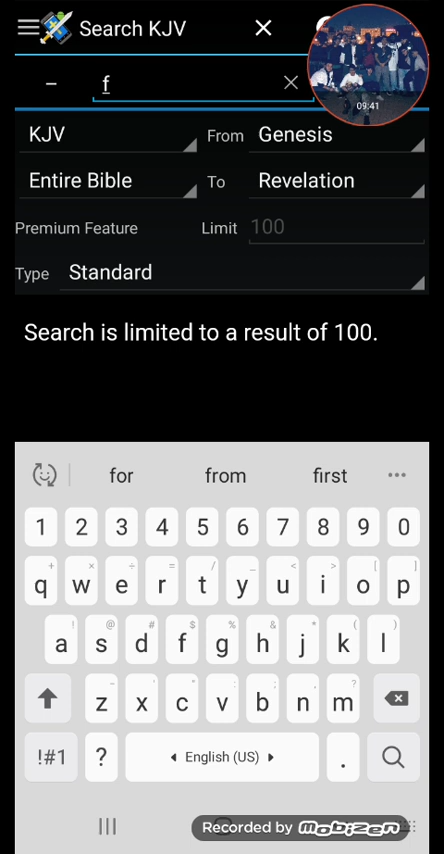 Search KJV
f
09:41
KJV From Genesis
Entire Bible To Revelation
Premium Feature Limit 100
Type Standard
Search is limited to a result of 100.
for from first
1 2 3 4 5 6 7 8 9 0
q w e r t y u i o p
a s d f g h j k l
z x c v b n m
!#1 ? English (US) .
Recorded by Mobizen